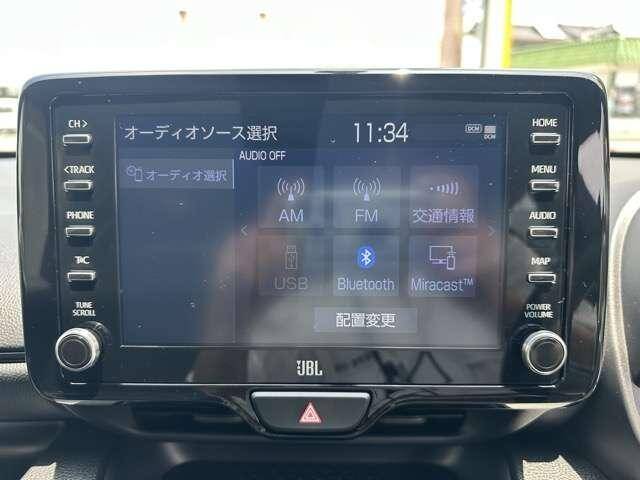 CH >
< TRACK
PHONE
T/C
TUNE
SCROLL
オーディオソース選択
11:34
DCM
DCM
AUDIO OFF
オーディオ選択
AM
FM
交通情報
USB
Bluetooth
Miracast™
配置変更
HOME
MENU
AUDIO
MAP
POWER
VOLUME
JBL